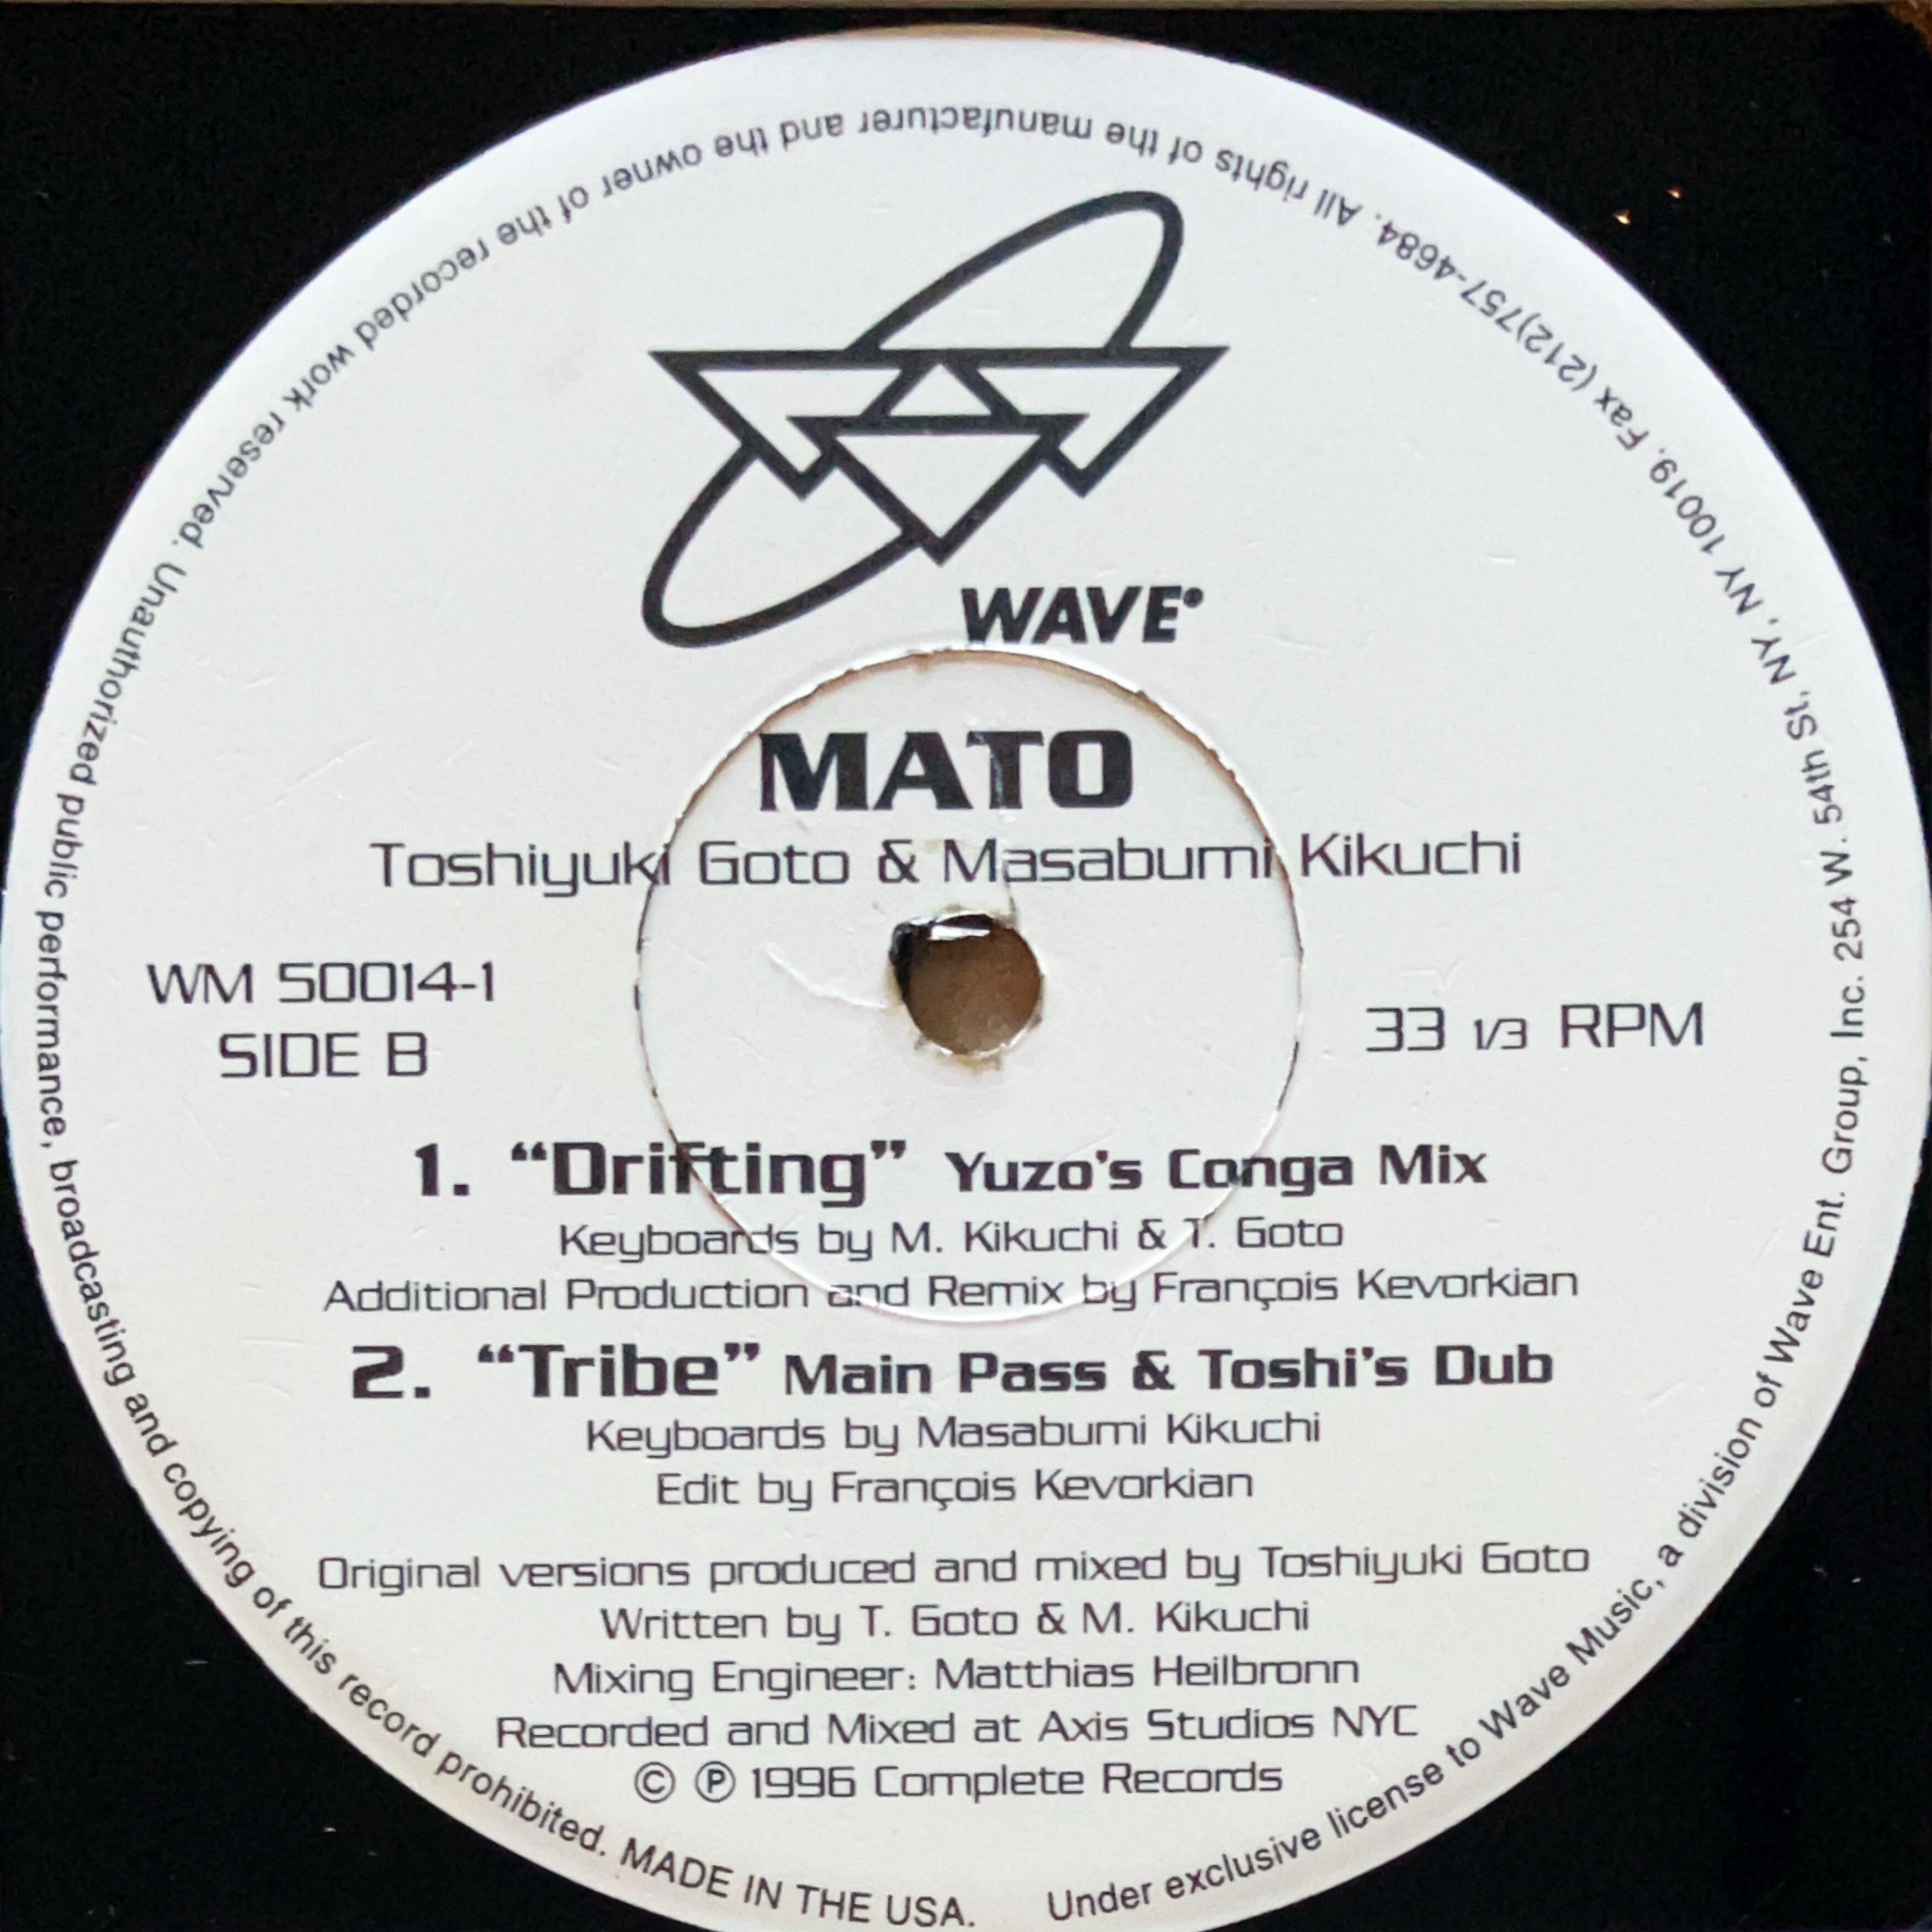 WAVE
MATO
Toshiyuki Goto & Masabumi Kikuchi
WM 50014-1
SIDE B
33 1/3 RPM
1. “Drifting” Yuzo's Conga Mix
Keyboards by M. Kikuchi & T. Goto
Additional Production and Remix by François Kevorkian
2. “Tribe” Main Pass & Toshi's Dub
Keyboards by Masabumi Kikuchi
Edit by François Kevorkian
Original versions produced and mixed by Toshiyuki Goto
Written by T. Goto & M. Kikuchi
Mixing Engineer: Matthias Heilbronn
Recorded and Mixed at Axis Studios NYC
© ℗ 1996 Complete Records
Under exclusive license to Wave Music, a division of Wave Ent. Group, Inc. 254 W. 54th St, NY, NY 10019. Fax (212)757-4684. All rights of the manufacturer and the owner of the recorded work reserved. Unauthorized public performance, broadcasting and copying of this record prohibited. MADE IN THE USA.